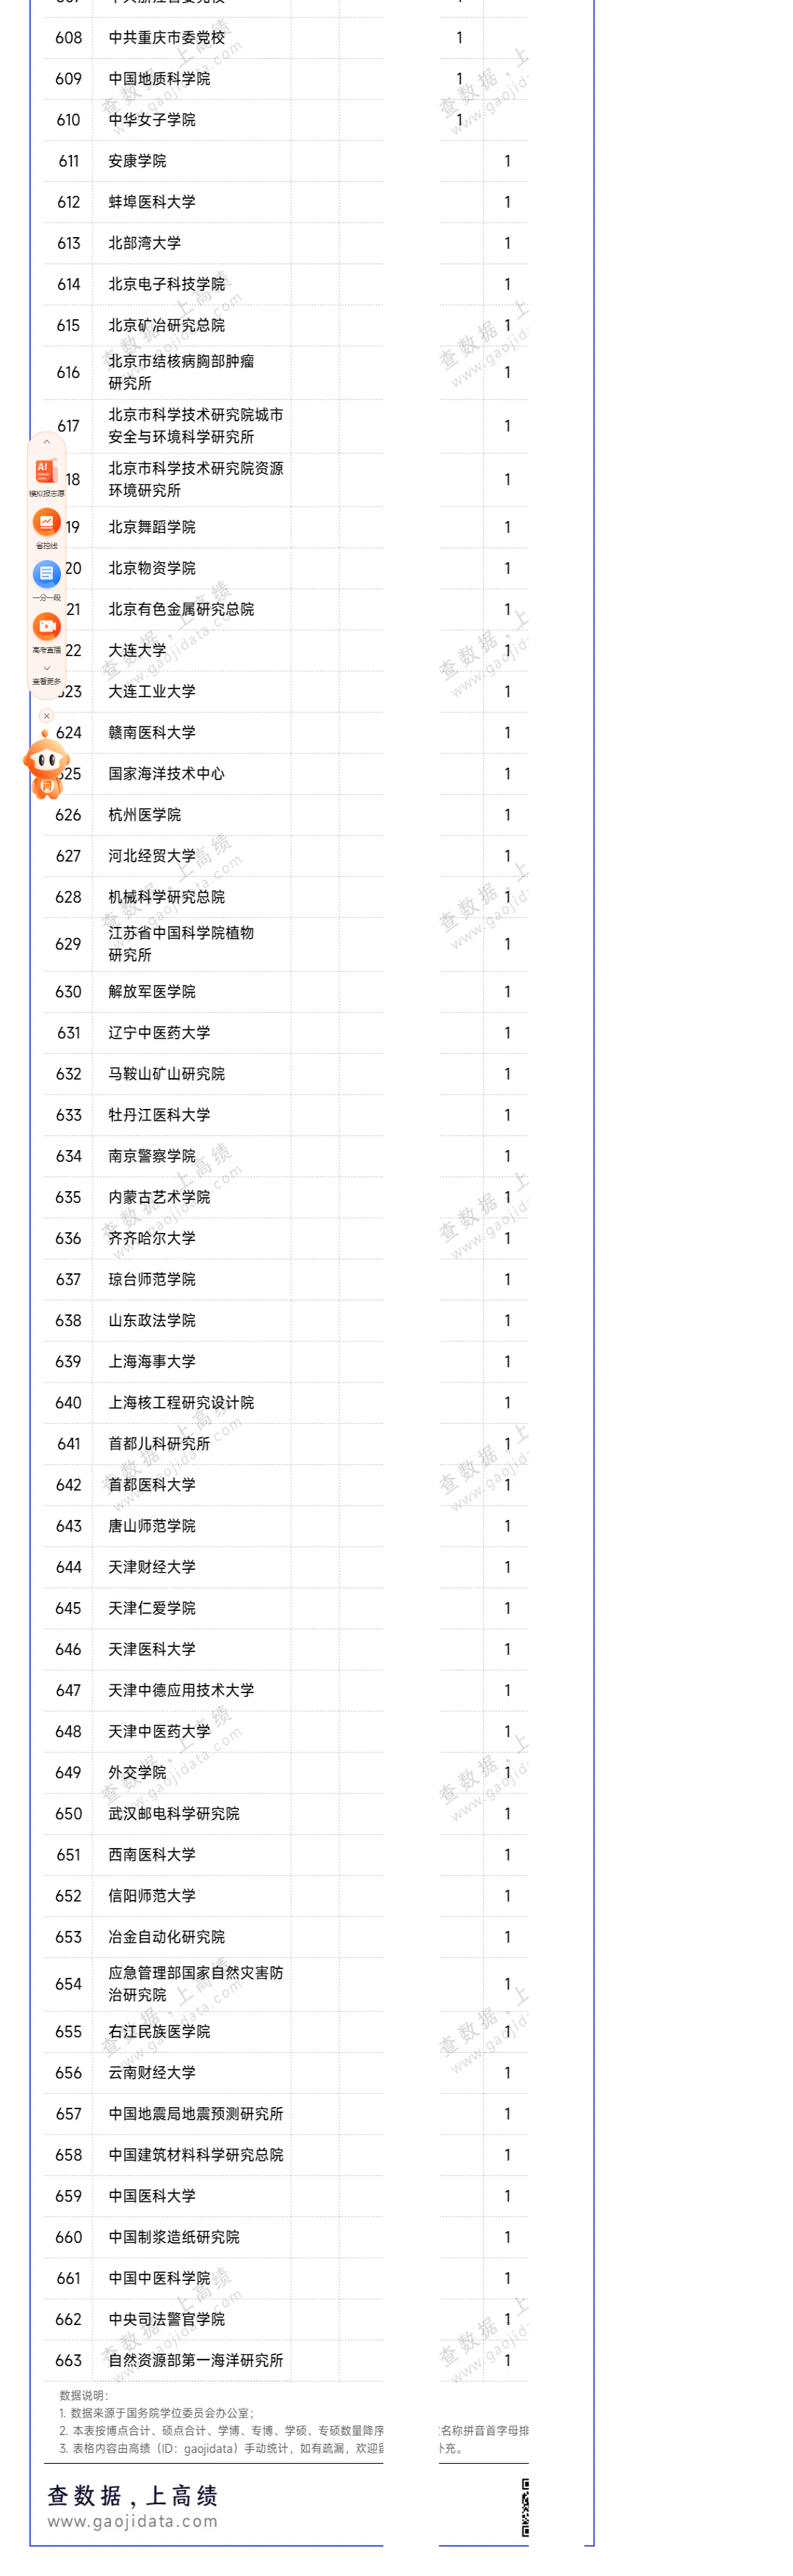 608 中共重庆市委党校 1
609 中国地质科学院 1
610 中华女子学院 1
611 安康学院 1
612 蚌埠医科大学 1
613 北部湾大学 1
614 北京电子科技学院 1
615 北京矿冶研究总院 1
616 北京市结核病胸部肿瘤 1
研究所
617 北京市科学技术研究院城市 1
安全与环境科学研究所
18 北京市科学技术研究院资源 1
环境研究所
19 北京舞蹈学院 1
20 北京物资学院 1
21 北京有色金属研究总院 1
22 大连大学 1
623 大连工业大学 1
624 赣南医科大学 1
625 国家海洋技术中心 1
626 杭州医学院 1
627 河北经贸大学 1
628 机械科学研究总院 1
629 江苏省中国科学院植物 1
研究所
630 解放军医学院 1
631 辽宁中医药大学 1
632 马鞍山矿山研究院 1
633 牡丹江医科大学 1
634 南京警察学院 1
635 内蒙古艺术学院 1
636 齐齐哈尔大学 1
637 琼台师范学院 1
638 山东政法学院 1
639 上海海事大学 1
640 上海核工程研究设计院 1
641 首都儿科研究所 1
642 首都医科大学 1
643 唐山师范学院 1
644 天津财经大学 1
645 天津仁爱学院 1
646 天津医科大学 1
647 天津中德应用技术大学 1
648 天津中医药大学 1
649 外交学院 1
650 武汉邮电科学研究院 1
651 西南医科大学 1
652 信阳师范大学 1
653 冶金自动化研究院 1
654 应急管理部国家自然灾害防 1
治研究院
655 右江民族医学院 1
656 云南财经大学 1
657 中国地震局地震预测研究所 1
658 中国建筑材料科学研究总院 1
659 中国医科大学 1
660 中国制浆造纸研究院 1
661 中国中医科学院 1
662 中央司法警官学院 1
663 自然资源部第一海洋研究所 1
AI
模拟报志愿
省控线
一分一段
高考直播
查看更多
问
数据说明：
1. 数据来源于国务院学位委员会办公室；
2. 本表按博点合计、硕点合计、学博、专博、学硕、专硕数量降序 名称拼音首字母排
3. 表格内容由高绩（ID：gaojidata）手动统计，如有疏漏，欢迎 补充。
查数据，上高绩
www.gaojidata.com